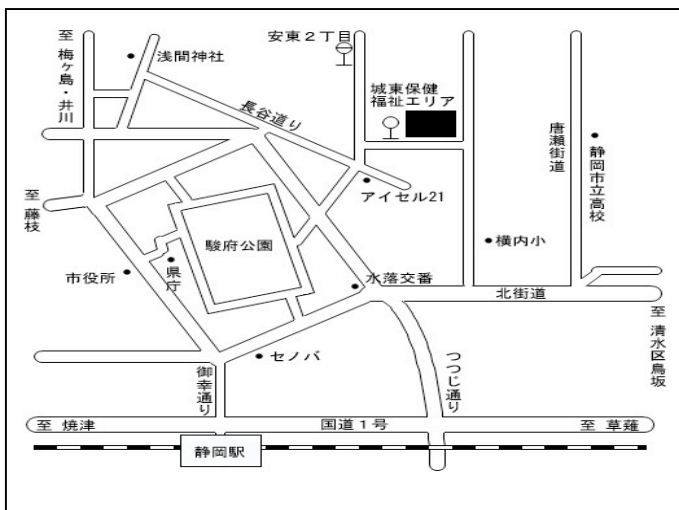 至 梅ヶ島・井川
浅間神社
安東２丁目
城東保健
福祉エリア
長谷通り
唐瀬街道
静岡市立高校
至 藤枝
アイセル21
駿府公園
横内小
市役所
県庁
水落交番
北街道
至 清水区鳥坂
セノバ
御幸通り
つつじ通り
至 焼津
国道１号
至 草薙
静岡駅